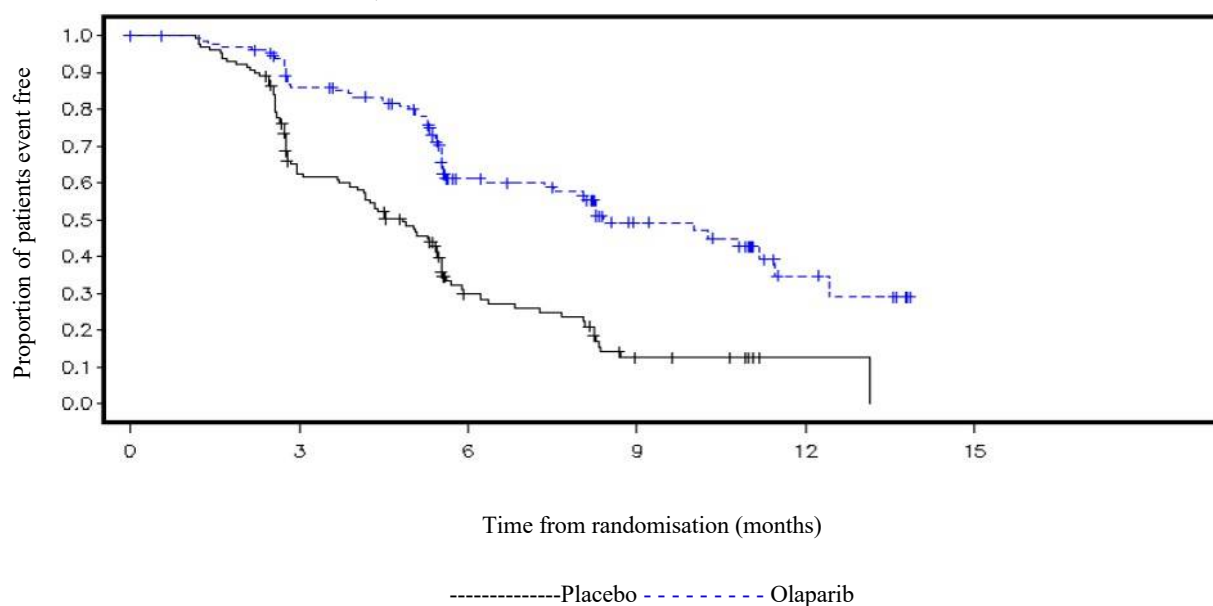 Proportion of patients event free
1.0
0.9
0.8
0.7
0.6
0.5
0.4
0.3
0.2
0.1
0.0
0 3 6 9 12 15
Time from randomisation (months)
--------------Placebo - - - - - - - - - - Olaparib